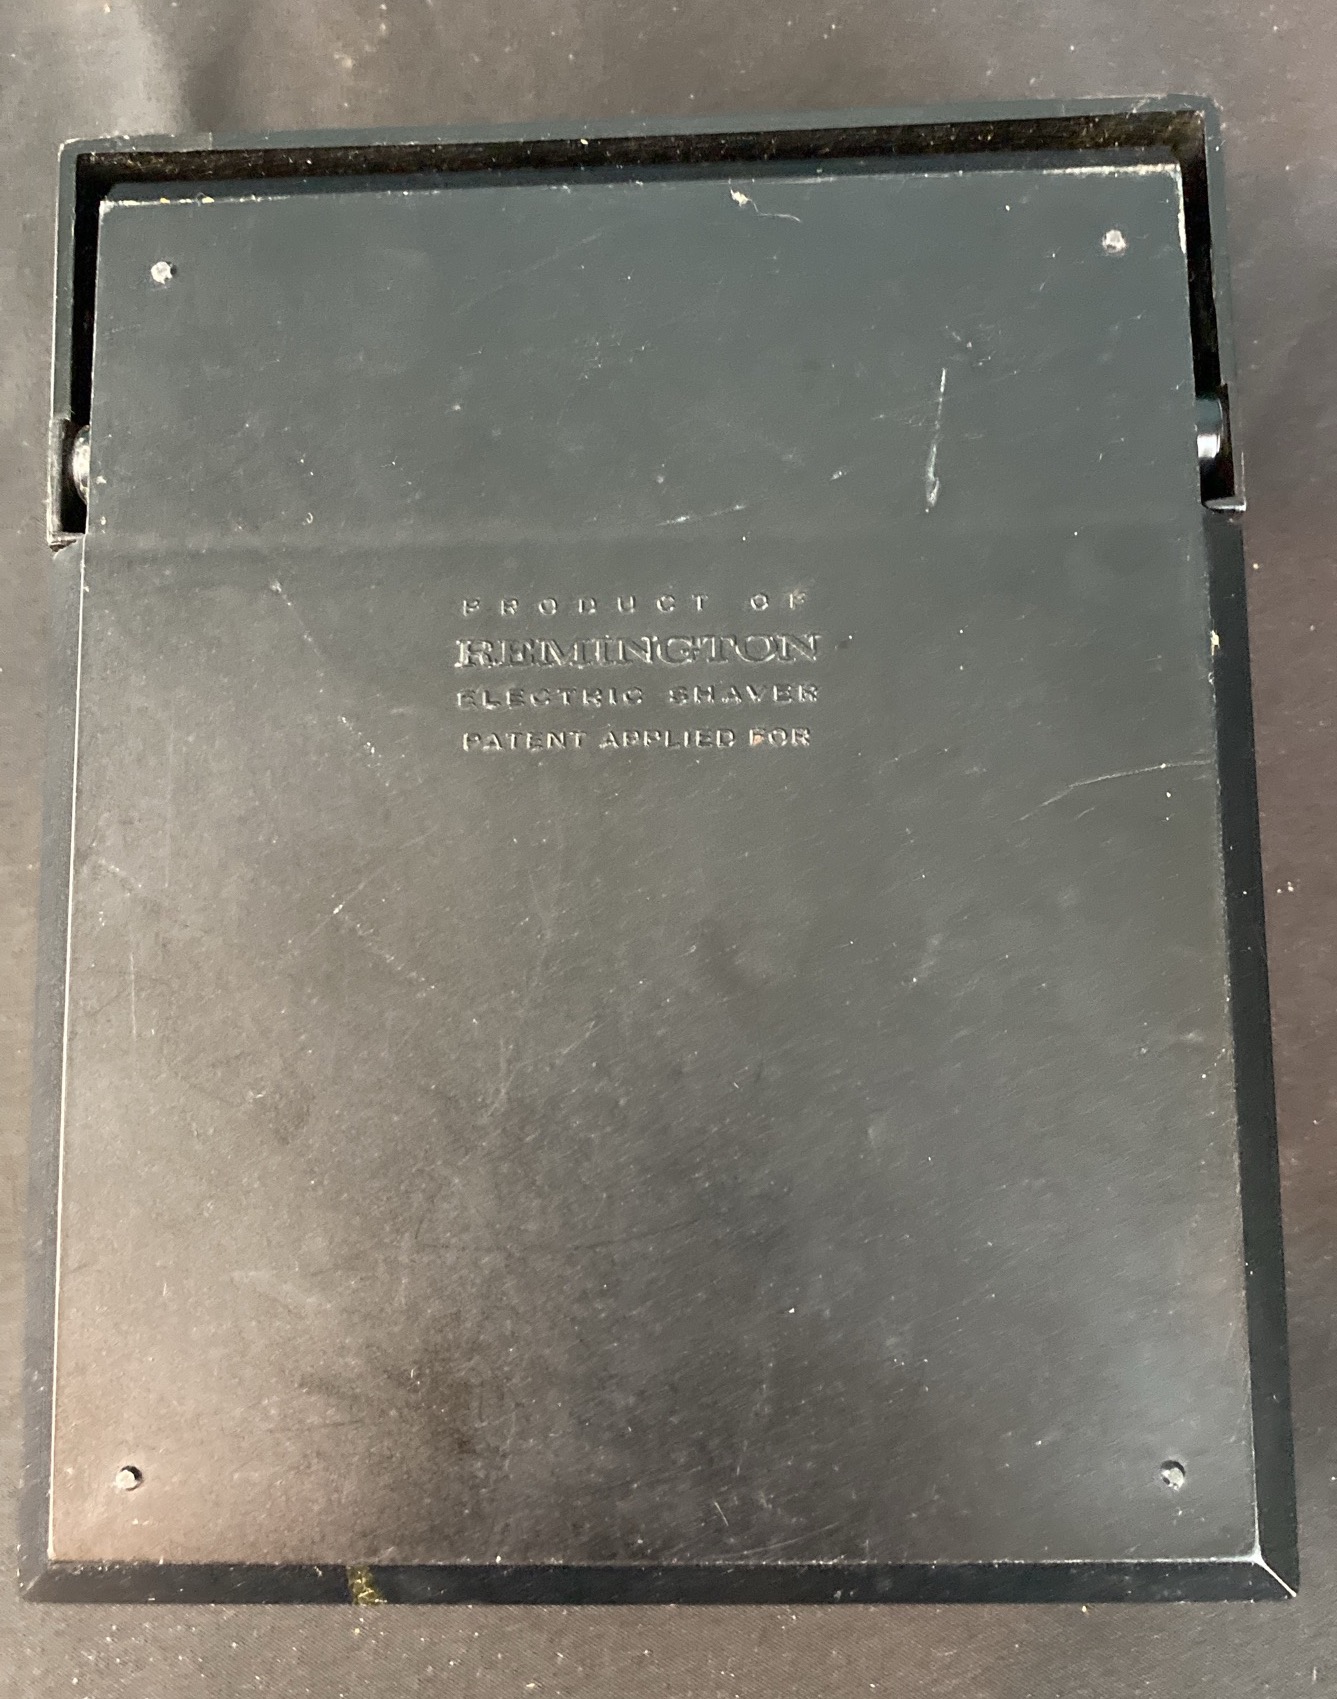 PRODUCT OF
REMINGTON
ELECTRIC SHAVER
PATENT APPLIED FOR